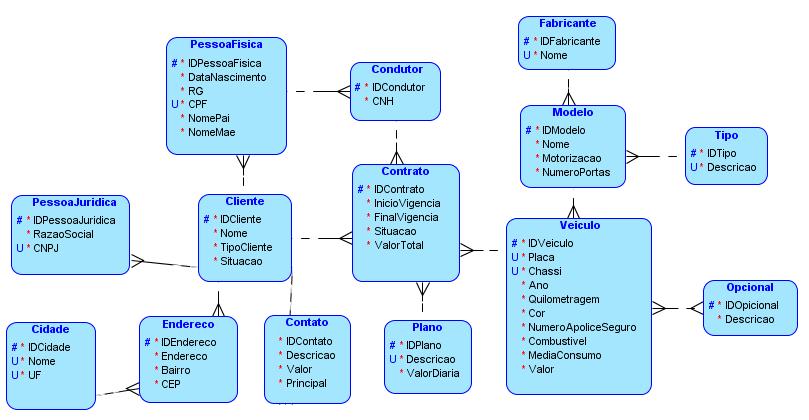 PessoaFisica
# * IDPessoaFisica
* DataNascimento
* RG
U * CPF
* NomePai
* NomeMae
Condutor
# * IDCondutor
* CNH
Fabricante
# * IDFabricante
U * Nome
Modelo
# * IDModelo
* Nome
* Motorizacao
* NumeroPortas
Tipo
# * IDTipo
U * Descricao
PessoaJuridica
# * IDPessoaJuridica
* RazaoSocial
U * CNPJ
Cliente
# * IDCliente
* Nome
* TipoCliente
* Situacao
Contrato
# * IDContrato
* InicioVigencia
* FinalVigencia
* Situacao
* ValorTotal
Veiculo
# * IDVeiculo
U * Placa
U * Chassi
* Ano
* Quilometragem
* Cor
* NumeroApoliceSeguro
* Combustivel
* MediaConsumo
* Valor
Opcional
# * IDOpicional
* Descricao
Cidade
# * IDCidade
U * Nome
U * UF
Endereco
# * IDEndereco
* Endereco
* Bairro
* CEP
Contato
* IDContato
* Descricao
* Valor
* Principal
Plano
# * IDPlano
U * Descricao
* ValorDiaria